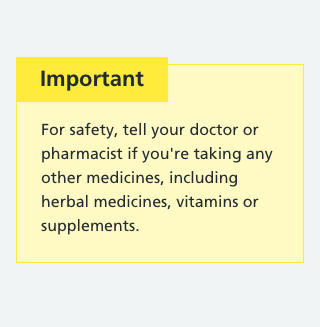 Important
For safety, tell your doctor or
pharmacist if you're taking any
other medicines, including
herbal medicines, vitamins or
supplements.